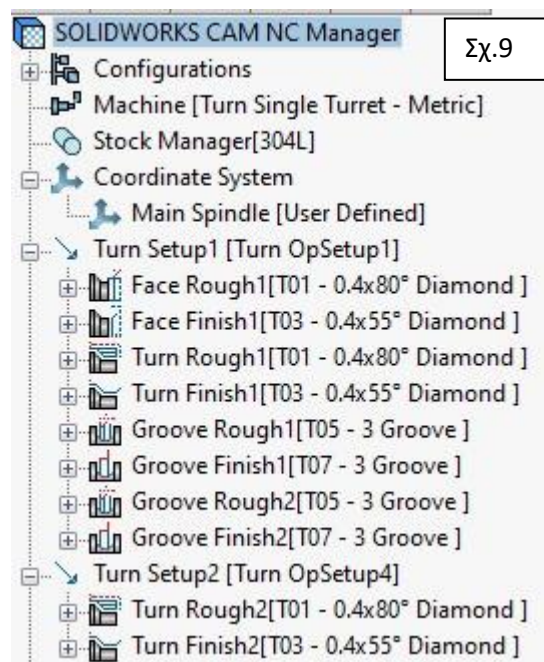 SOLIDWORKS CAM NC Manager
Σχ.9
Configurations
Machine [Turn Single Turret - Metric]
Stock Manager[304L]
Coordinate System
Main Spindle [User Defined]
Turn Setup1 [Turn OpSetup1]
Face Rough1[T01 - 0.4x80° Diamond ]
Face Finish1[T03 - 0.4x55° Diamond ]
Turn Rough1[T01 - 0.4x80° Diamond ]
Turn Finish1[T03 - 0.4x55° Diamond ]
Groove Rough1[T05 - 3 Groove ]
Groove Finish1[T07 - 3 Groove ]
Groove Rough2[T05 - 3 Groove ]
Groove Finish2[T07 - 3 Groove ]
Turn Setup2 [Turn OpSetup4]
Turn Rough2[T01 - 0.4x80° Diamond ]
Turn Finish2[T03 - 0.4x55° Diamond ]